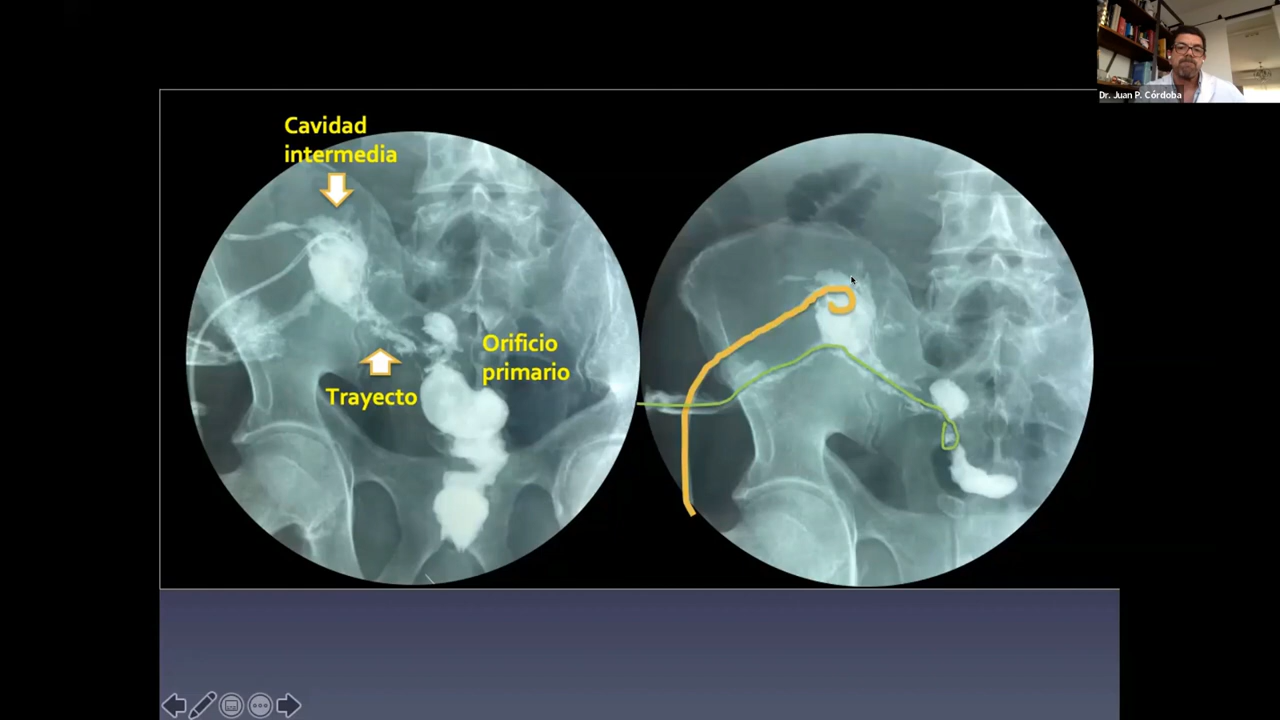 Dr. Juan P. Córdoba
Cavidad
intermedia
Orificio
primario
Trayecto